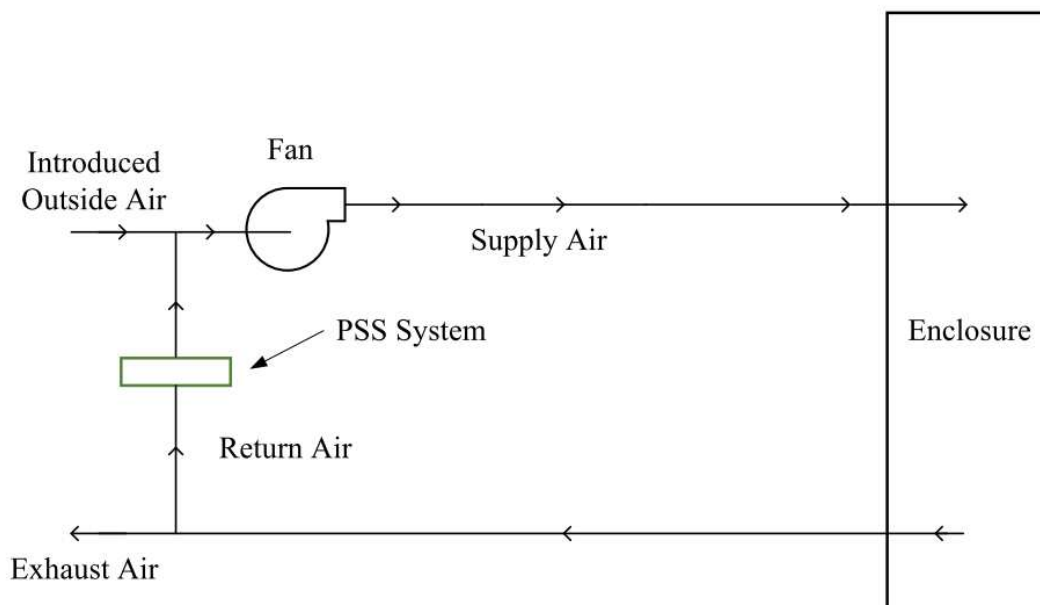 Fan
Introduced
Outside Air
Supply Air
PSS System
Enclosure
Return Air
Exhaust Air